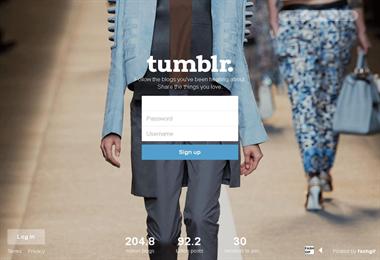 tumblr.
Follow the blogs you've been hearing about.
Share the things you love.
Password
Username
Sign up
Log in
204.8
92.2
30
million blogs
billion posts
seconds to join
Terms Privacy
Posted by